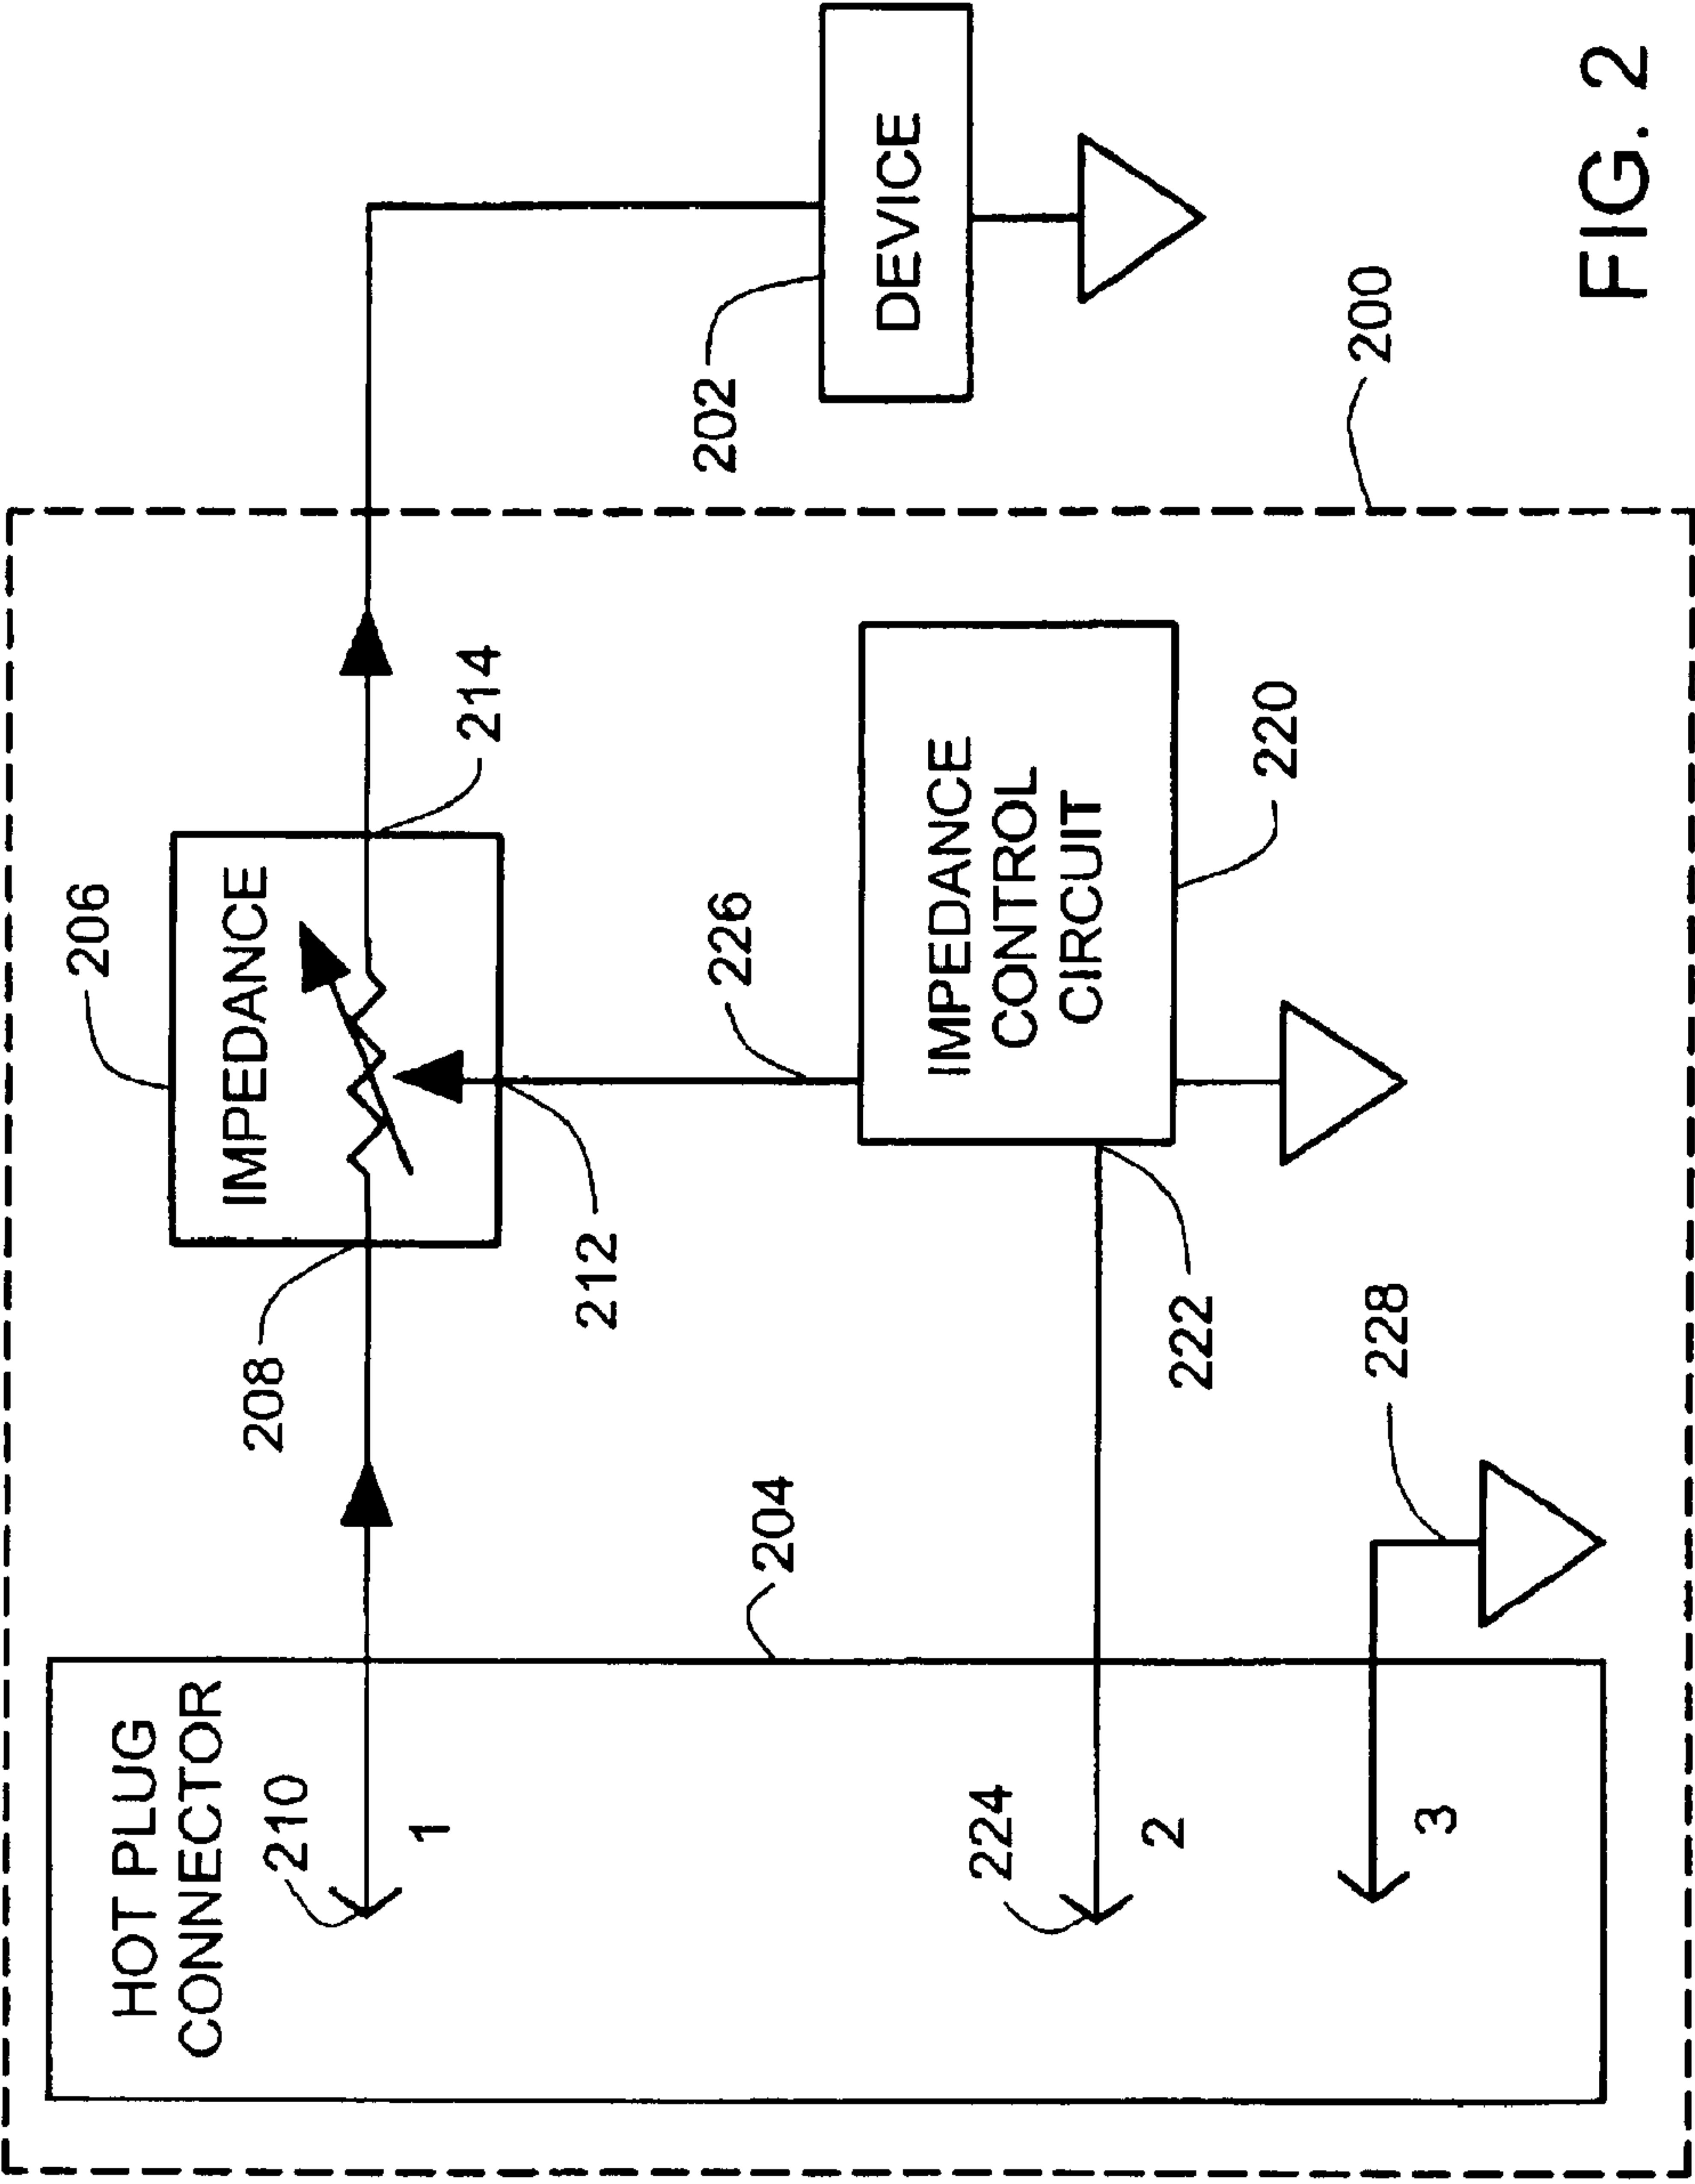 HOT PLUG
CONNECTOR
210
1
224
2
3
204
208
206
IMPEDANCE
212
214
226
IMPEDANCE
CONTROL
CIRCUIT
222
220
228
202
DEVICE
200
FIG. 2